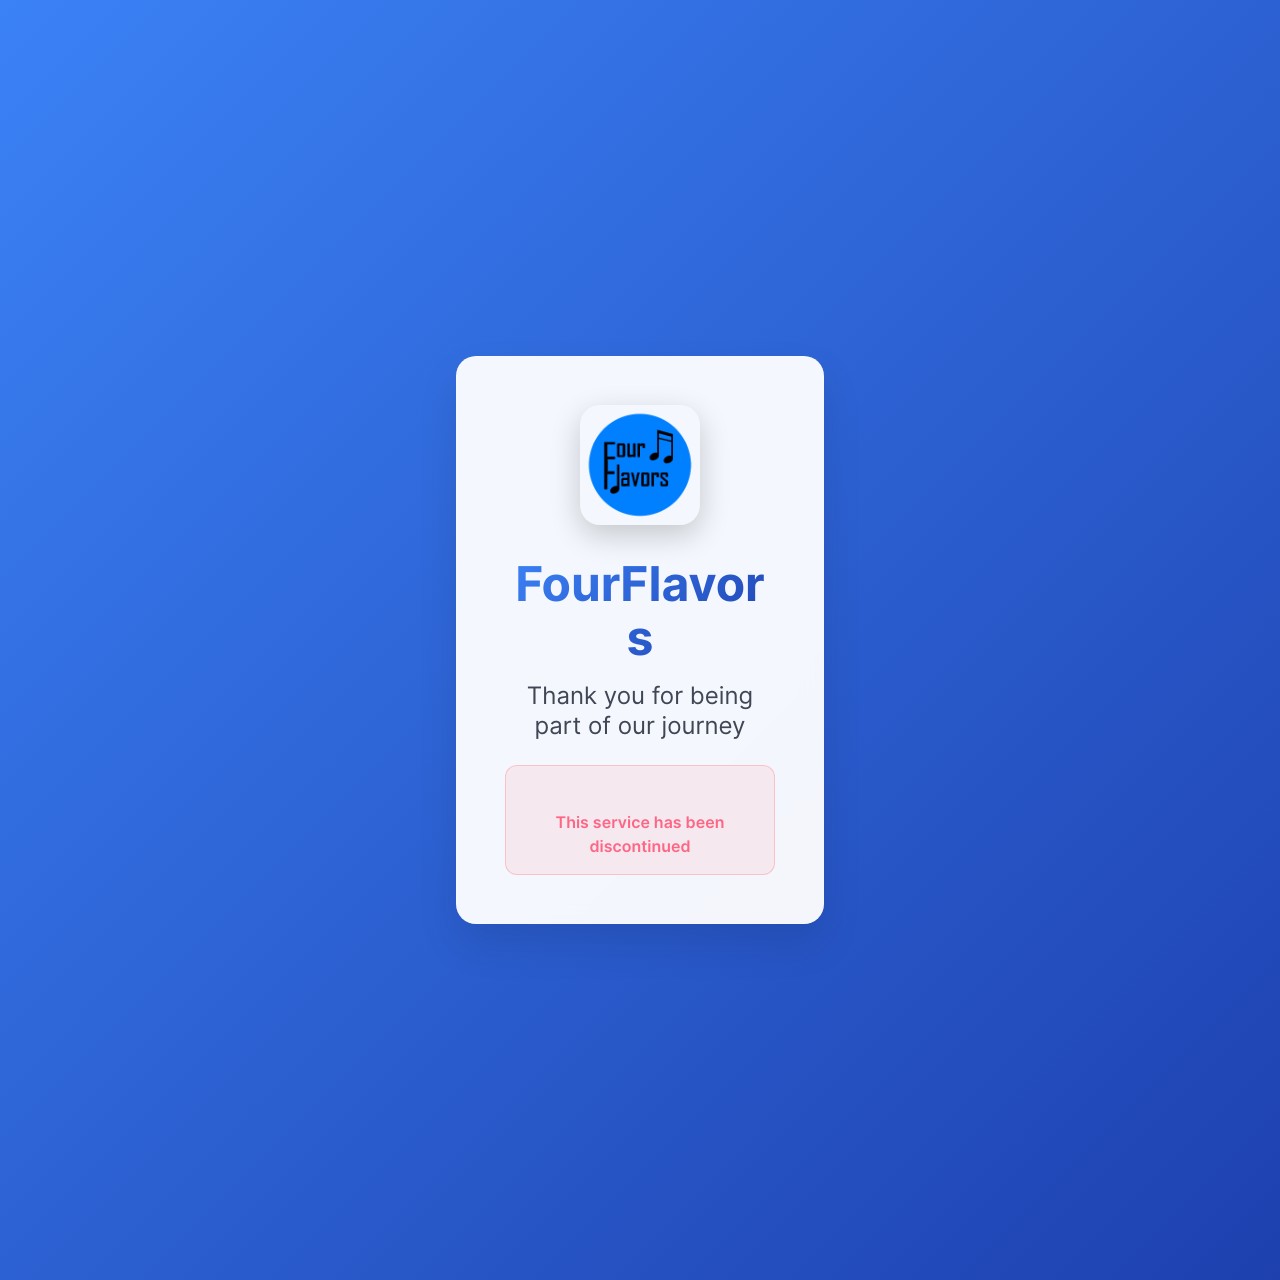 Four
Flavors
FourFlavor
s
Thank you for being
part of our journey
This service has been
discontinued